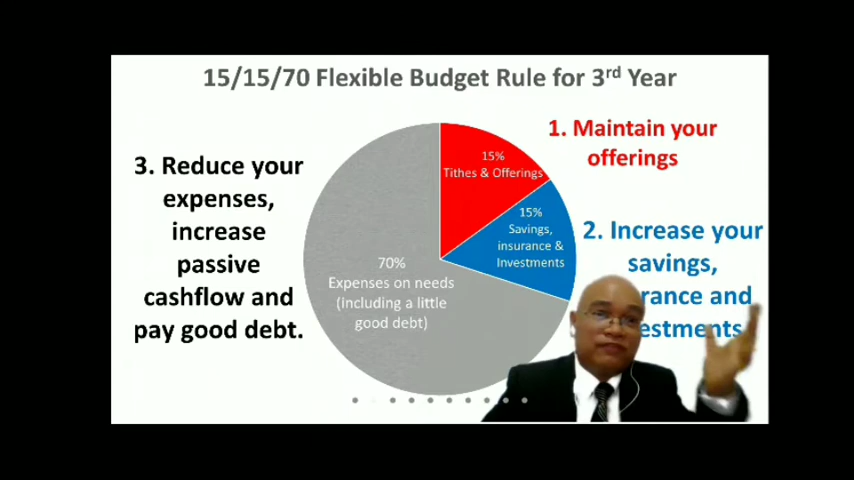 15/15/70 Flexible Budget Rule for 3rd Year
1. Maintain your
offerings
15%
Tithes & Offerings
3. Reduce your
expenses,
increase
passive
cashflow and
pay good debt.
15%
Savings,
insurance &
Investments
2. Increase your
savings,
and
70%
Expenses on needs
(including a little
good debt)